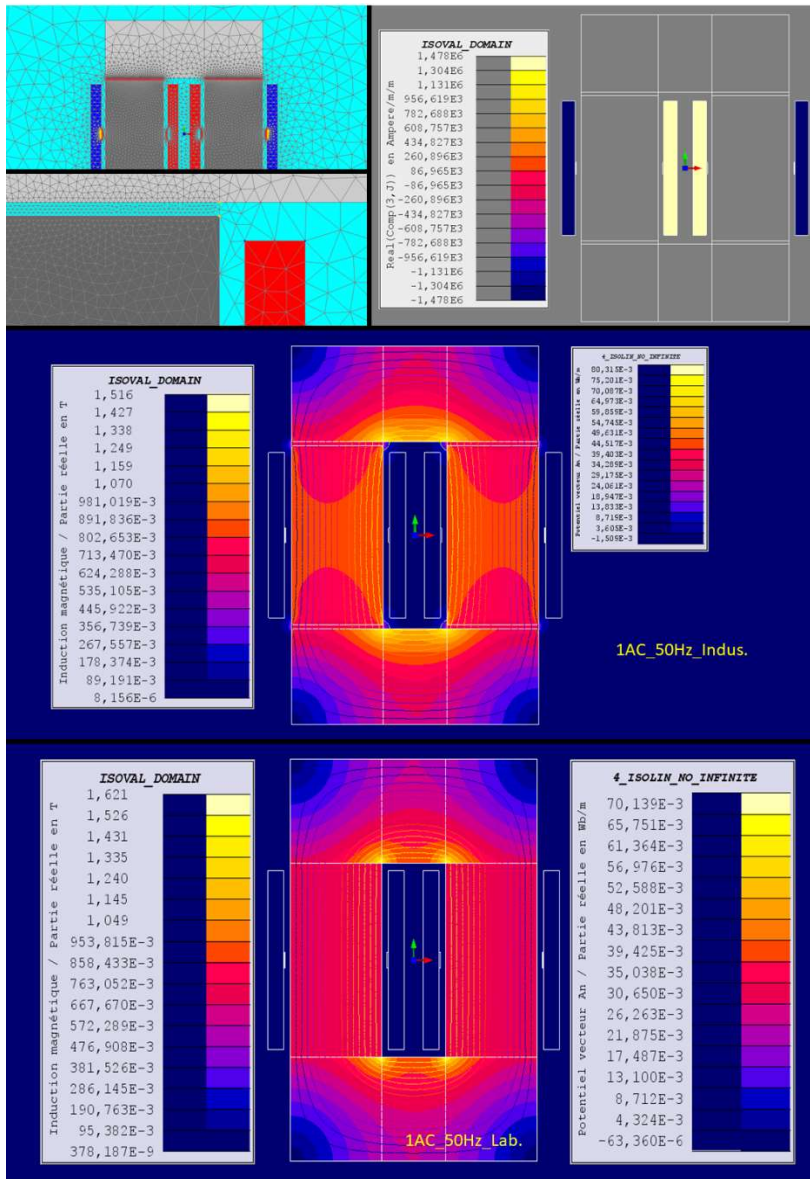 ISOVAL_DOMAIN
Real(Comp(3,J)) en Ampere/m/m
1,478E6
1,304E6
1,131E6
956,619E3
782,688E3
608,757E3
434,827E3
260,896E3
86,965E3
-86,965E3
-260,896E3
-434,827E3
-608,757E3
-782,688E3
-956,619E3
-1,131E6
-1,304E6
-1,478E6
ISOVAL_DOMAIN
Induction magnétique / Partie réelle en T
1,516
1,427
1,338
1,249
1,159
1,070
981,019E-3
891,836E-3
802,653E-3
713,470E-3
624,288E-3
535,105E-3
445,922E-3
356,739E-3
267,557E-3
178,374E-3
89,191E-3
8,156E-6
4_ISOLIN_NO_INFINITE
Potentiel vecteur An / Partie réelle en Wb/m
80,315E-3
75,201E-3
70,087E-3
64,973E-3
59,859E-3
54,745E-3
49,631E-3
44,517E-3
39,403E-3
34,289E-3
29,175E-3
24,061E-3
18,947E-3
13,833E-3
8,719E-3
3,605E-3
-1,509E-3
1AC_50Hz_Indus.
ISOVAL_DOMAIN
Induction magnétique / Partie réelle en T
1,621
1,526
1,431
1,335
1,240
1,145
1,049
953,815E-3
858,433E-3
763,052E-3
667,670E-3
572,289E-3
476,908E-3
381,526E-3
286,145E-3
190,763E-3
95,382E-3
378,187E-9
1AC_50Hz_Lab.
4_ISOLIN_NO_INFINITE
Potentiel vecteur An / Partie réelle en Wb/m
70,139E-3
65,751E-3
61,364E-3
56,976E-3
52,588E-3
48,201E-3
43,813E-3
39,425E-3
35,038E-3
30,650E-3
26,263E-3
21,875E-3
17,487E-3
13,100E-3
8,712E-3
4,324E-3
-63,360E-6